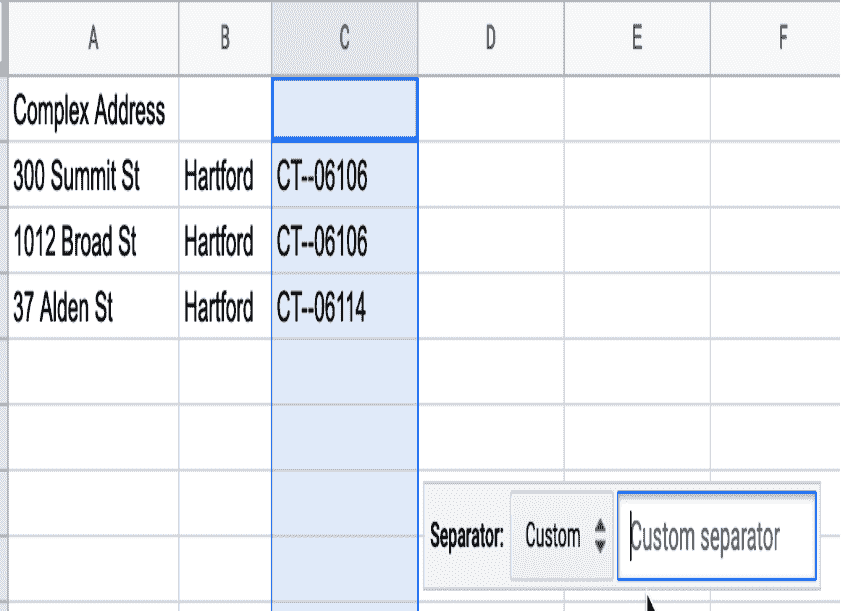 A B C D E F
Complex Address
300 Summit St Hartford CT--06106
1012 Broad St Hartford CT--06106
37 Alden St Hartford CT--06114
Separator: Custom Custom separator